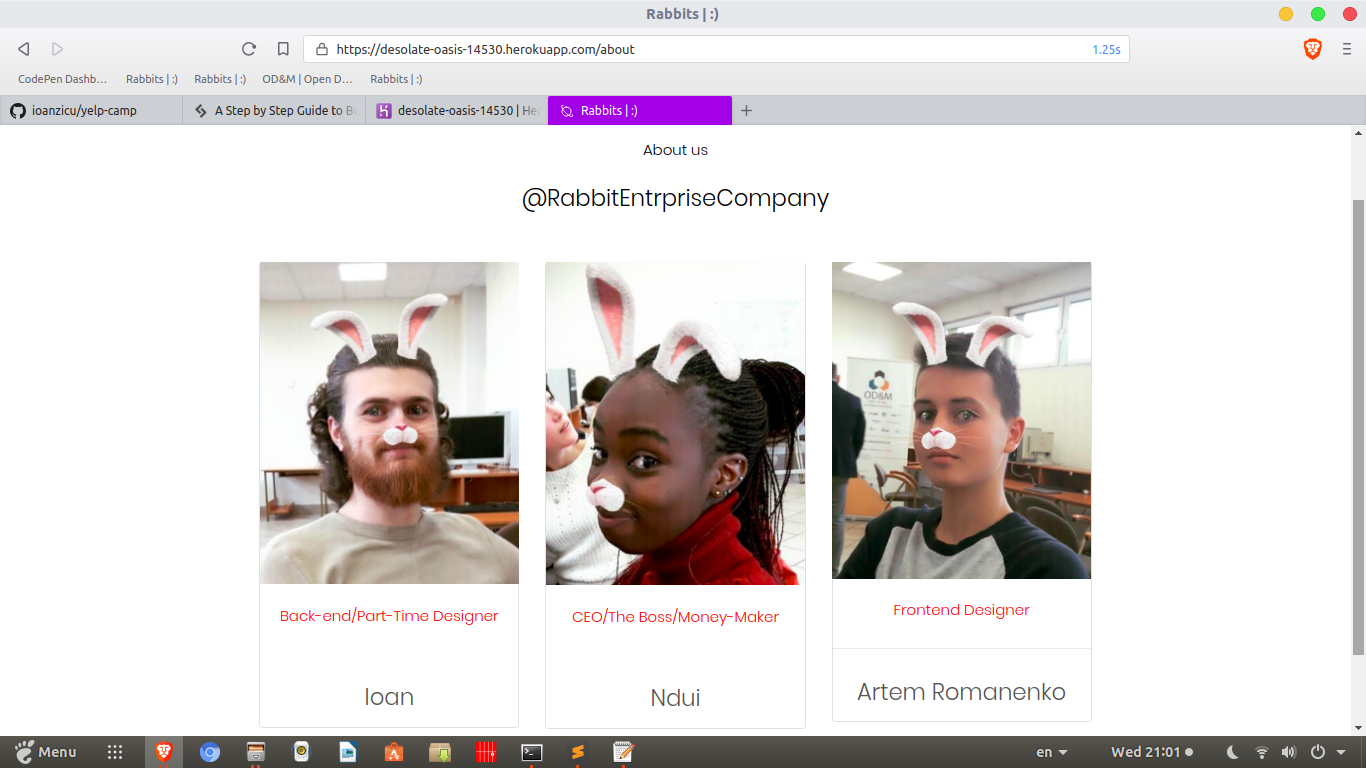 Rabbits | :)
https://desolate-oasis-14530.herokuapp.com/about
1.25s
CodePen Dashb…
Rabbits | :)
Rabbits | :)
OD&M | Open D…
Rabbits | :)
ioanzicu/yelp-camp
A Step by Step Guide to Bu
desolate-oasis-14530 | Her
Rabbits | :)
About us
@RabbitEntrpriseCompany
OD&M
Back-end/Part-Time Designer
CEO/The Boss/Money-Maker
Frontend Designer
Ioan
Ndui
Artem Romanenko
Menu
en
Wed 21:01